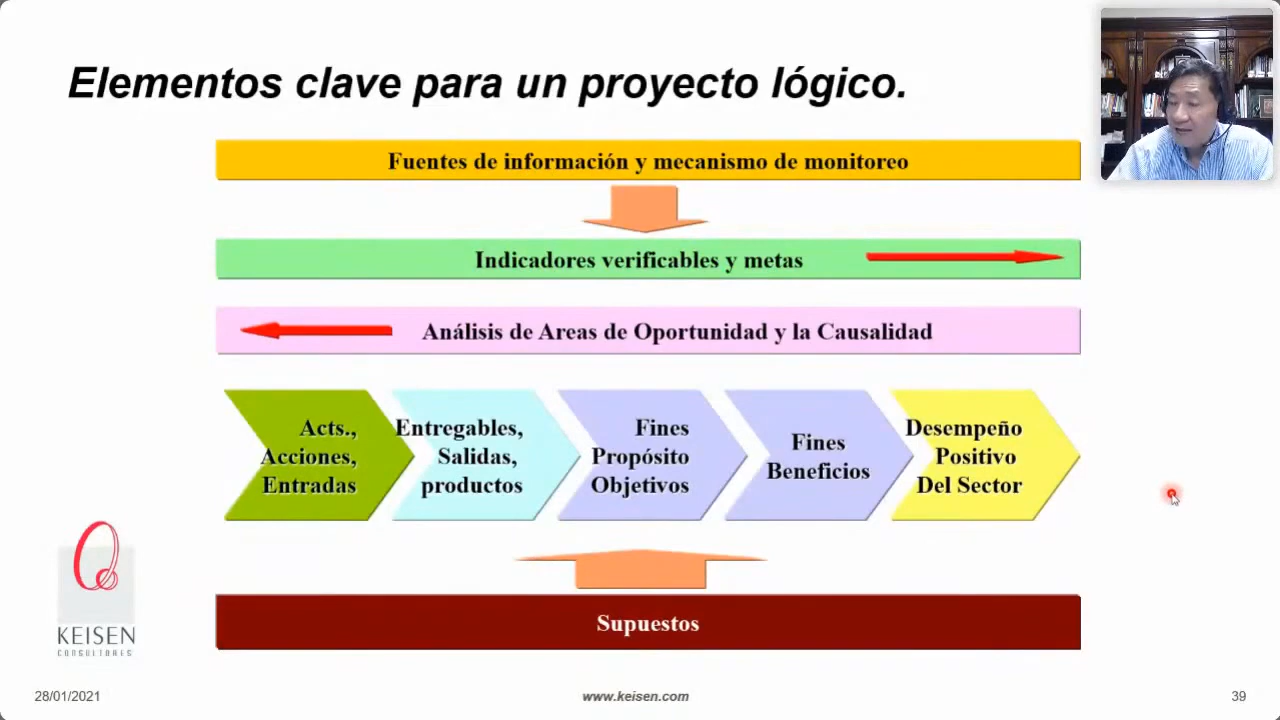 Elementos clave para un proyecto lógico.
Fuentes de información y mecanismo de monitoreo
Indicadores verificables y metas
Análisis de Areas de Oportunidad y la Causalidad
Acts.,
Acciones,
Entradas
Entregables,
Salidas,
productos
Fines
Propósito
Objetivos
Fines
Beneficios
Desempeño
Positivo
Del Sector
Supuestos
KEISEN
CONSULTORES
28/01/2021
www.keisen.com
39